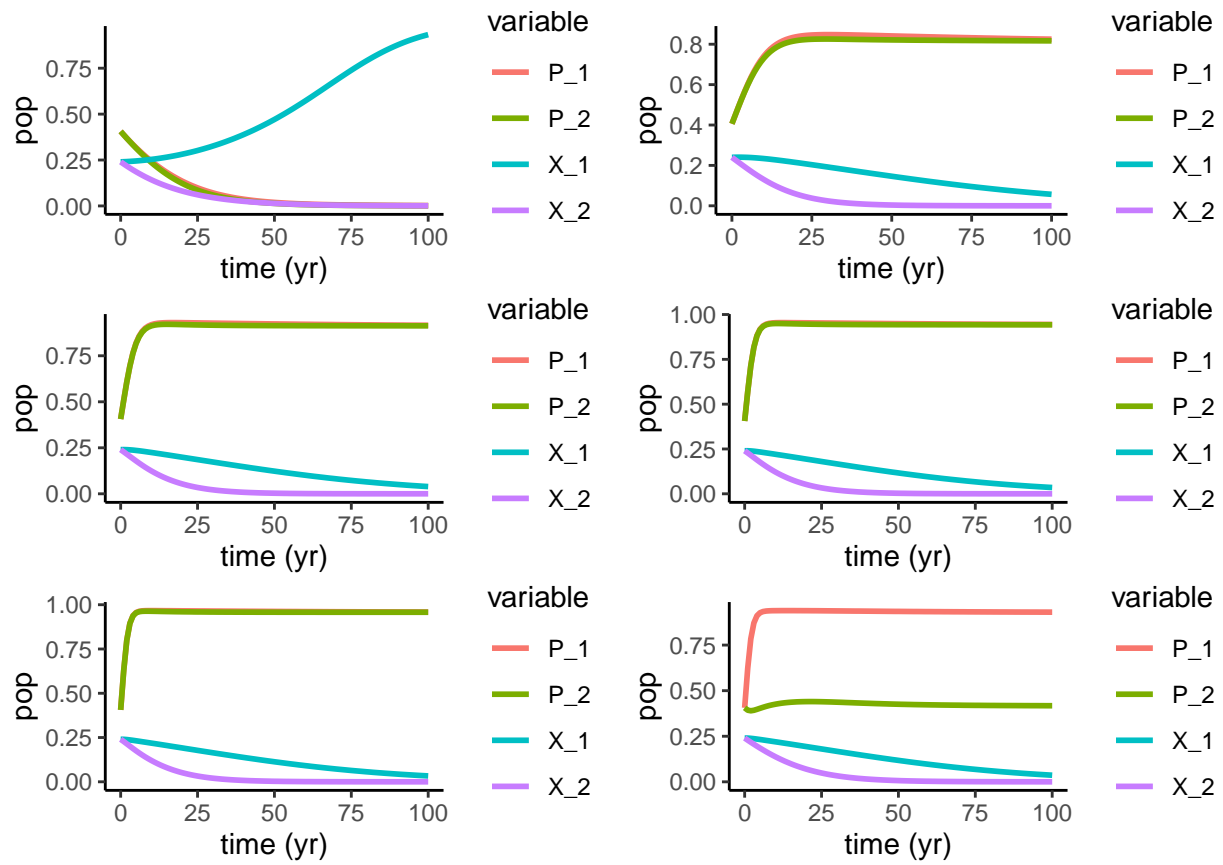 variable
pop
0.75
0.50
0.25
0.00
P_1
P_2
X_1
X_2
0 25 50 75 100
time (yr)
variable
pop
0.8
0.6
0.4
0.2
0.0
P_1
P_2
X_1
X_2
0 25 50 75 100
time (yr)
variable
pop
0.75
0.50
0.25
0.00
P_1
P_2
X_1
X_2
0 25 50 75 100
time (yr)
variable
pop
1.00
0.75
0.50
0.25
0.00
P_1
P_2
X_1
X_2
0 25 50 75 100
time (yr)
variable
pop
1.00
0.75
0.50
0.25
0.00
P_1
P_2
X_1
X_2
0 25 50 75 100
time (yr)
variable
pop
0.75
0.50
0.25
0.00
P_1
P_2
X_1
X_2
0 25 50 75 100
time (yr)